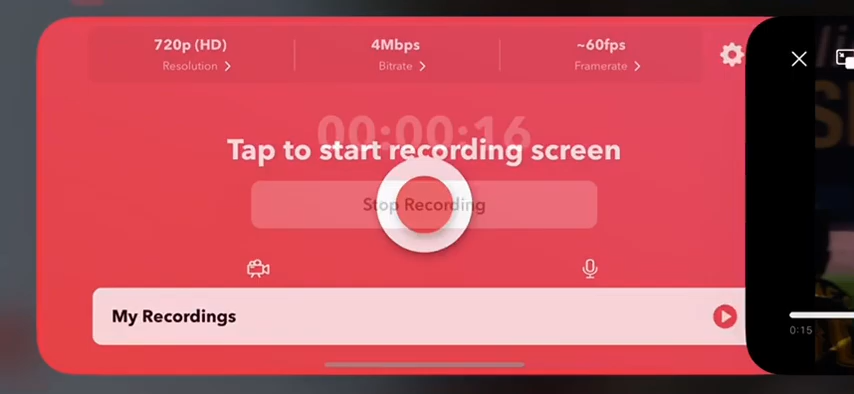 720p (HD) 4Mbps ~60fps
Resolution > Bitrate > Framerate >
00:00:16
Tap to start recording screen
Stop Recording
My Recordings
0:15